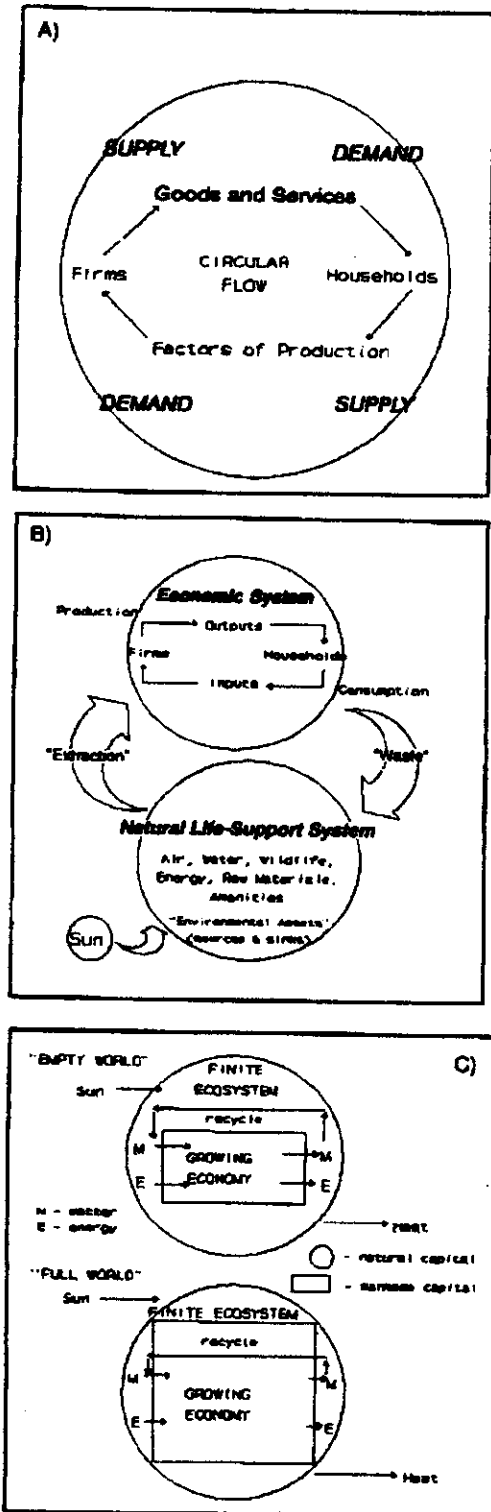 A)
SUPPLY DEMAND
Goods and Services
Firms CIRCULAR FLOW Households
Factors of Production
DEMAND SUPPLY
B)
Economic System
Production
Outputs
Firms Households
Inputs
Consumption
"Extraction" "Waste"
Natural Life-Support System
Air, Water, Wildlife,
Energy, Raw Materials,
Amenities
"Environmental Assets"
(sources & sinks)
Sun
C)
"EMPTY WORLD"
FINITE
Sun
ECOSYSTEM
recycle
M GROWING M
E ECONOMY E
M - matter
E - energy
Heat
- natural capital
- manmade capital
"FULL WORLD"
Sun
FINITE ECOSYSTEM
recycle
M M
GROWING
E ECONOMY E
Heat